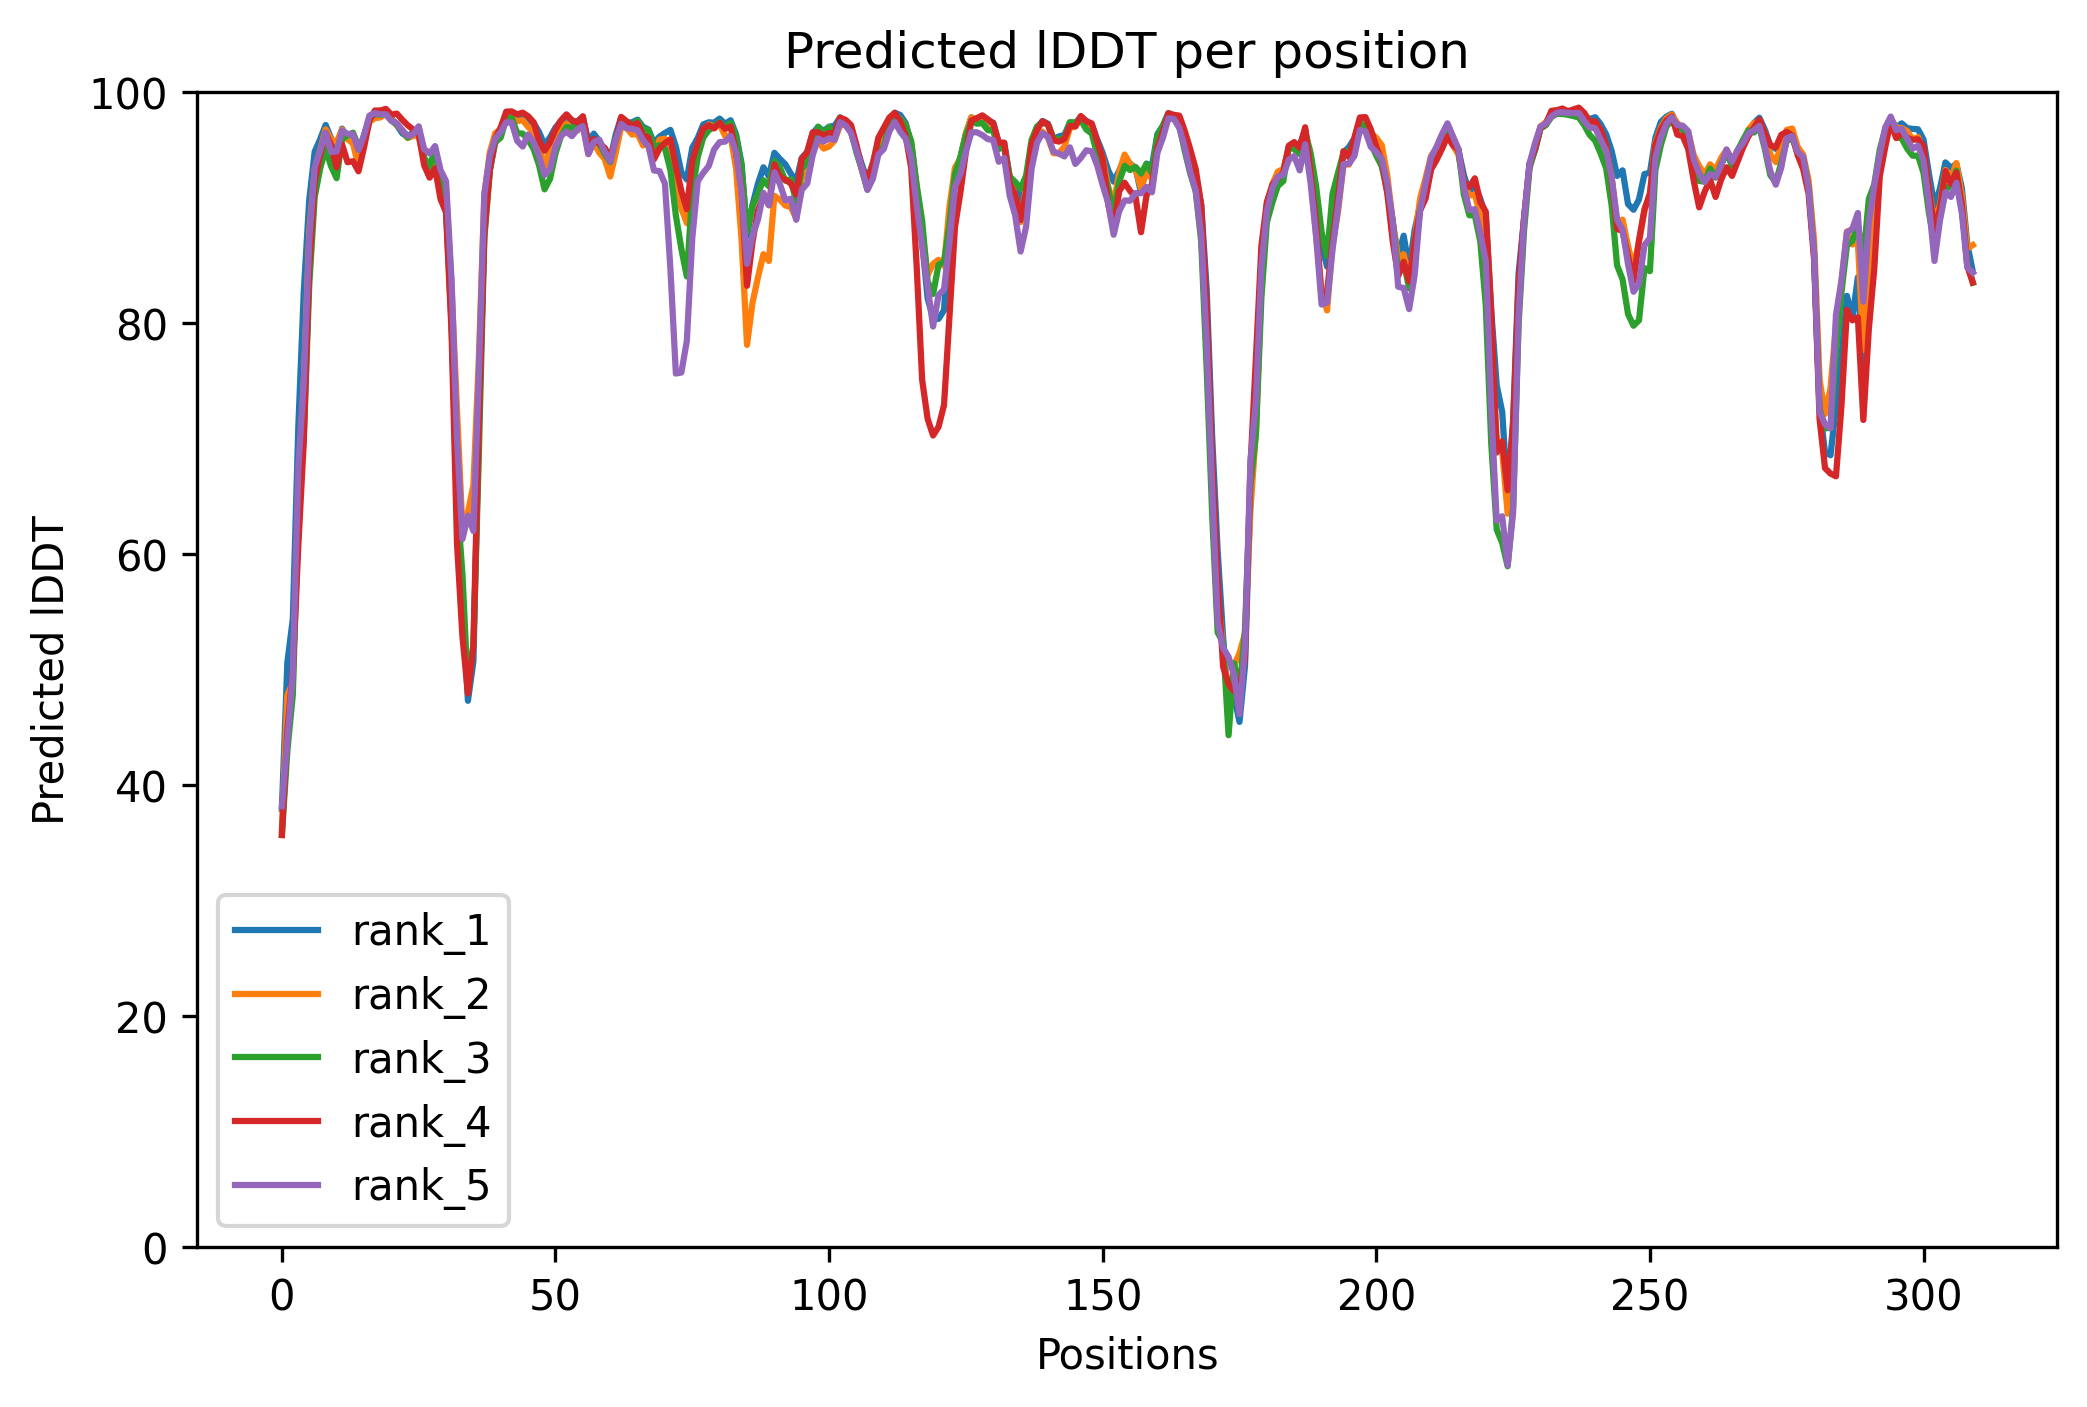 Predicted lDDT per position
Predicted lDDT
100
80
60
40
20
0
rank_1
rank_2
rank_3
rank_4
rank_5
0 50 100 150 200 250 300
Positions